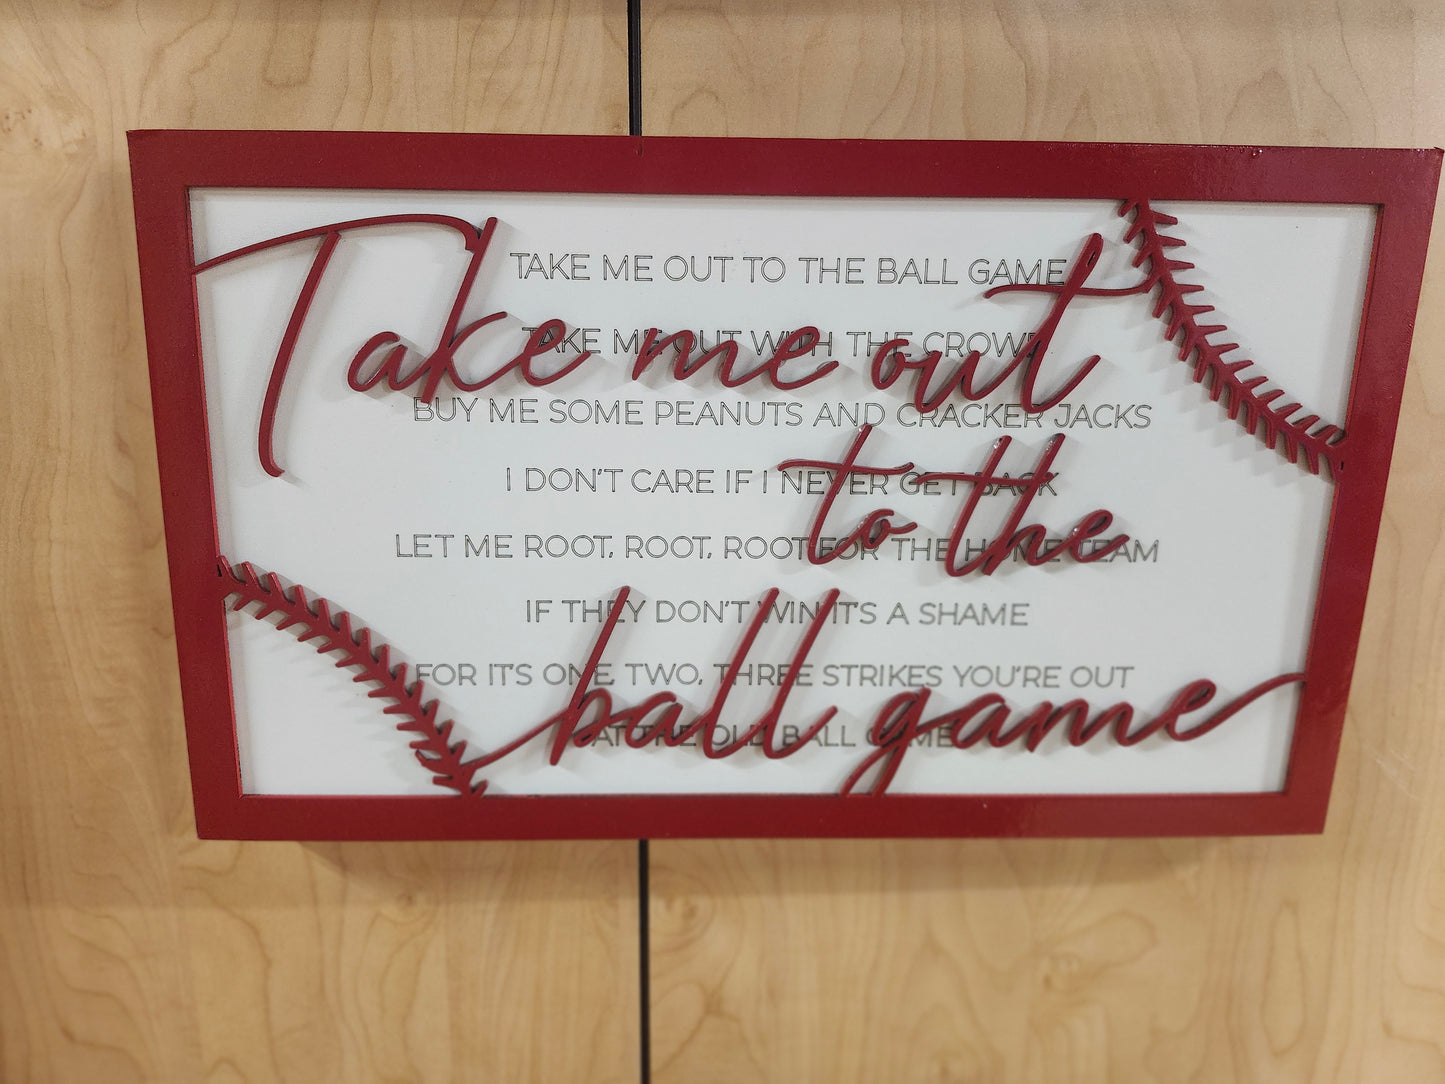 Take me out
to the
ball game
TAKE ME OUT TO THE BALL GAME
TAKE ME OUT WITH THE CROWD
BUY ME SOME PEANUTS AND CRACKER JACKS
I DON'T CARE IF I NEVER GET BACK
LET ME ROOT, ROOT, ROOT FOR THE HOME TEAM
IF THEY DON'T WIN IT'S A SHAME
FOR IT'S ONE, TWO, THREE STRIKES YOU'RE OUT
AT THE OLD BALL GAME